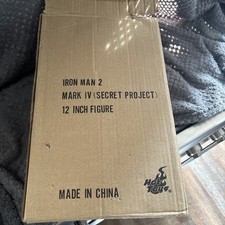 IRON MAN 2
MARK IV (SECRET PROJECT)
12 INCH FIGURE
Hot Toys
MADE IN CHINA